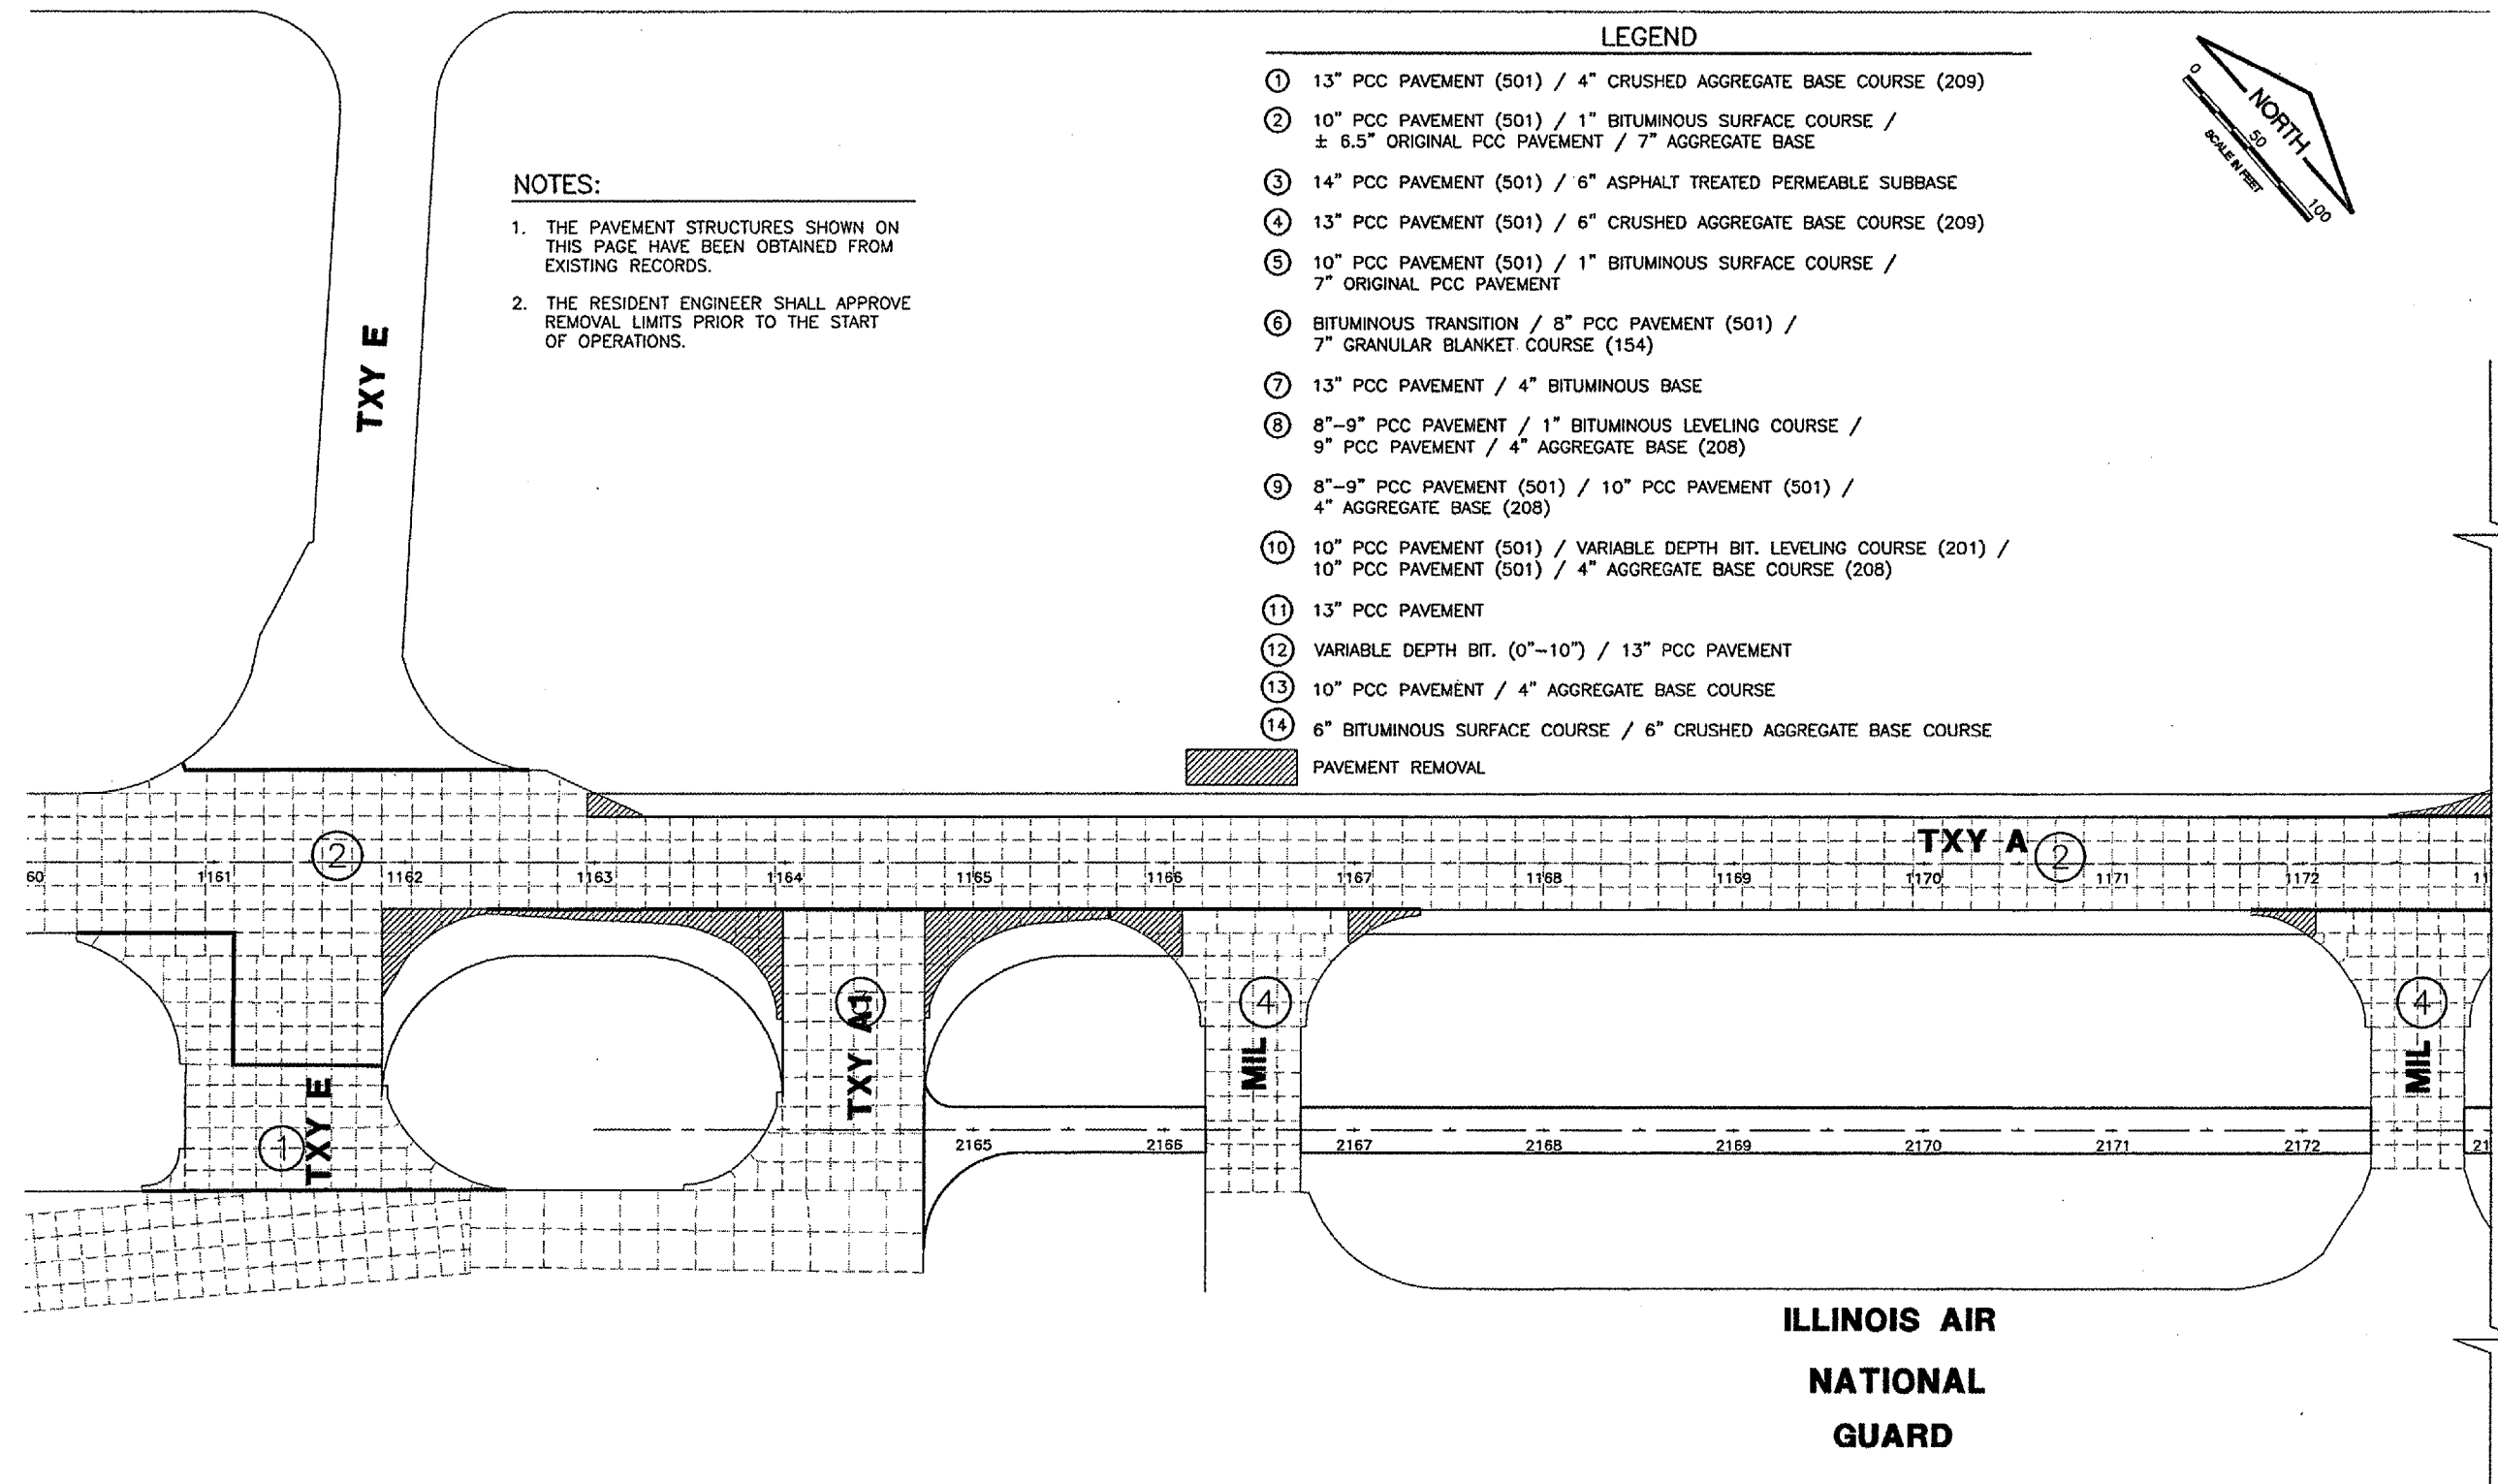 LEGEND
1 13" PCC PAVEMENT (501) / 4" CRUSHED AGGREGATE BASE COURSE (209)
2 10" PCC PAVEMENT (501) / 1" BITUMINOUS SURFACE COURSE /
± 6.5" ORIGINAL PCC PAVEMENT / 7" AGGREGATE BASE
3 14" PCC PAVEMENT (501) / 6" ASPHALT TREATED PERMEABLE SUBBASE
4 13" PCC PAVEMENT (501) / 6" CRUSHED AGGREGATE BASE COURSE (209)
5 10" PCC PAVEMENT (501) / 1" BITUMINOUS SURFACE COURSE /
7" ORIGINAL PCC PAVEMENT
6 BITUMINOUS TRANSITION / 8" PCC PAVEMENT (501) /
7" GRANULAR BLANKET COURSE (154)
7 13" PCC PAVEMENT / 4" BITUMINOUS BASE
8 8"-9" PCC PAVEMENT / 1" BITUMINOUS LEVELING COURSE /
9" PCC PAVEMENT / 4" AGGREGATE BASE (208)
9 8"-9" PCC PAVEMENT (501) / 10" PCC PAVEMENT (501) /
4" AGGREGATE BASE (208)
10 10" PCC PAVEMENT (501) / VARIABLE DEPTH BIT. LEVELING COURSE (201) /
10" PCC PAVEMENT (501) / 4" AGGREGATE BASE COURSE (208)
11 13" PCC PAVEMENT
12 VARIABLE DEPTH BIT. (0"-10") / 13" PCC PAVEMENT
13 10" PCC PAVEMENT / 4" AGGREGATE BASE COURSE
14 6" BITUMINOUS SURFACE COURSE / 6" CRUSHED AGGREGATE BASE COURSE
PAVEMENT REMOVAL
NORTH
0 50 100
SCALE IN FEET
NOTES:
1. THE PAVEMENT STRUCTURES SHOWN ON
THIS PAGE HAVE BEEN OBTAINED FROM
EXISTING RECORDS.
2. THE RESIDENT ENGINEER SHALL APPROVE
REMOVAL LIMITS PRIOR TO THE START
OF OPERATIONS.
TXY E
2
TXY A 2
60 1161 1162 1163 1164 1165 1166 1167 1168 1169 1170 1171 1172 11
TXY A1
4
MIL
4
MIL
1
TXY E
2165 2166 2167 2168 2169 2170 2171 2172 21
ILLINOIS AIR
NATIONAL
GUARD